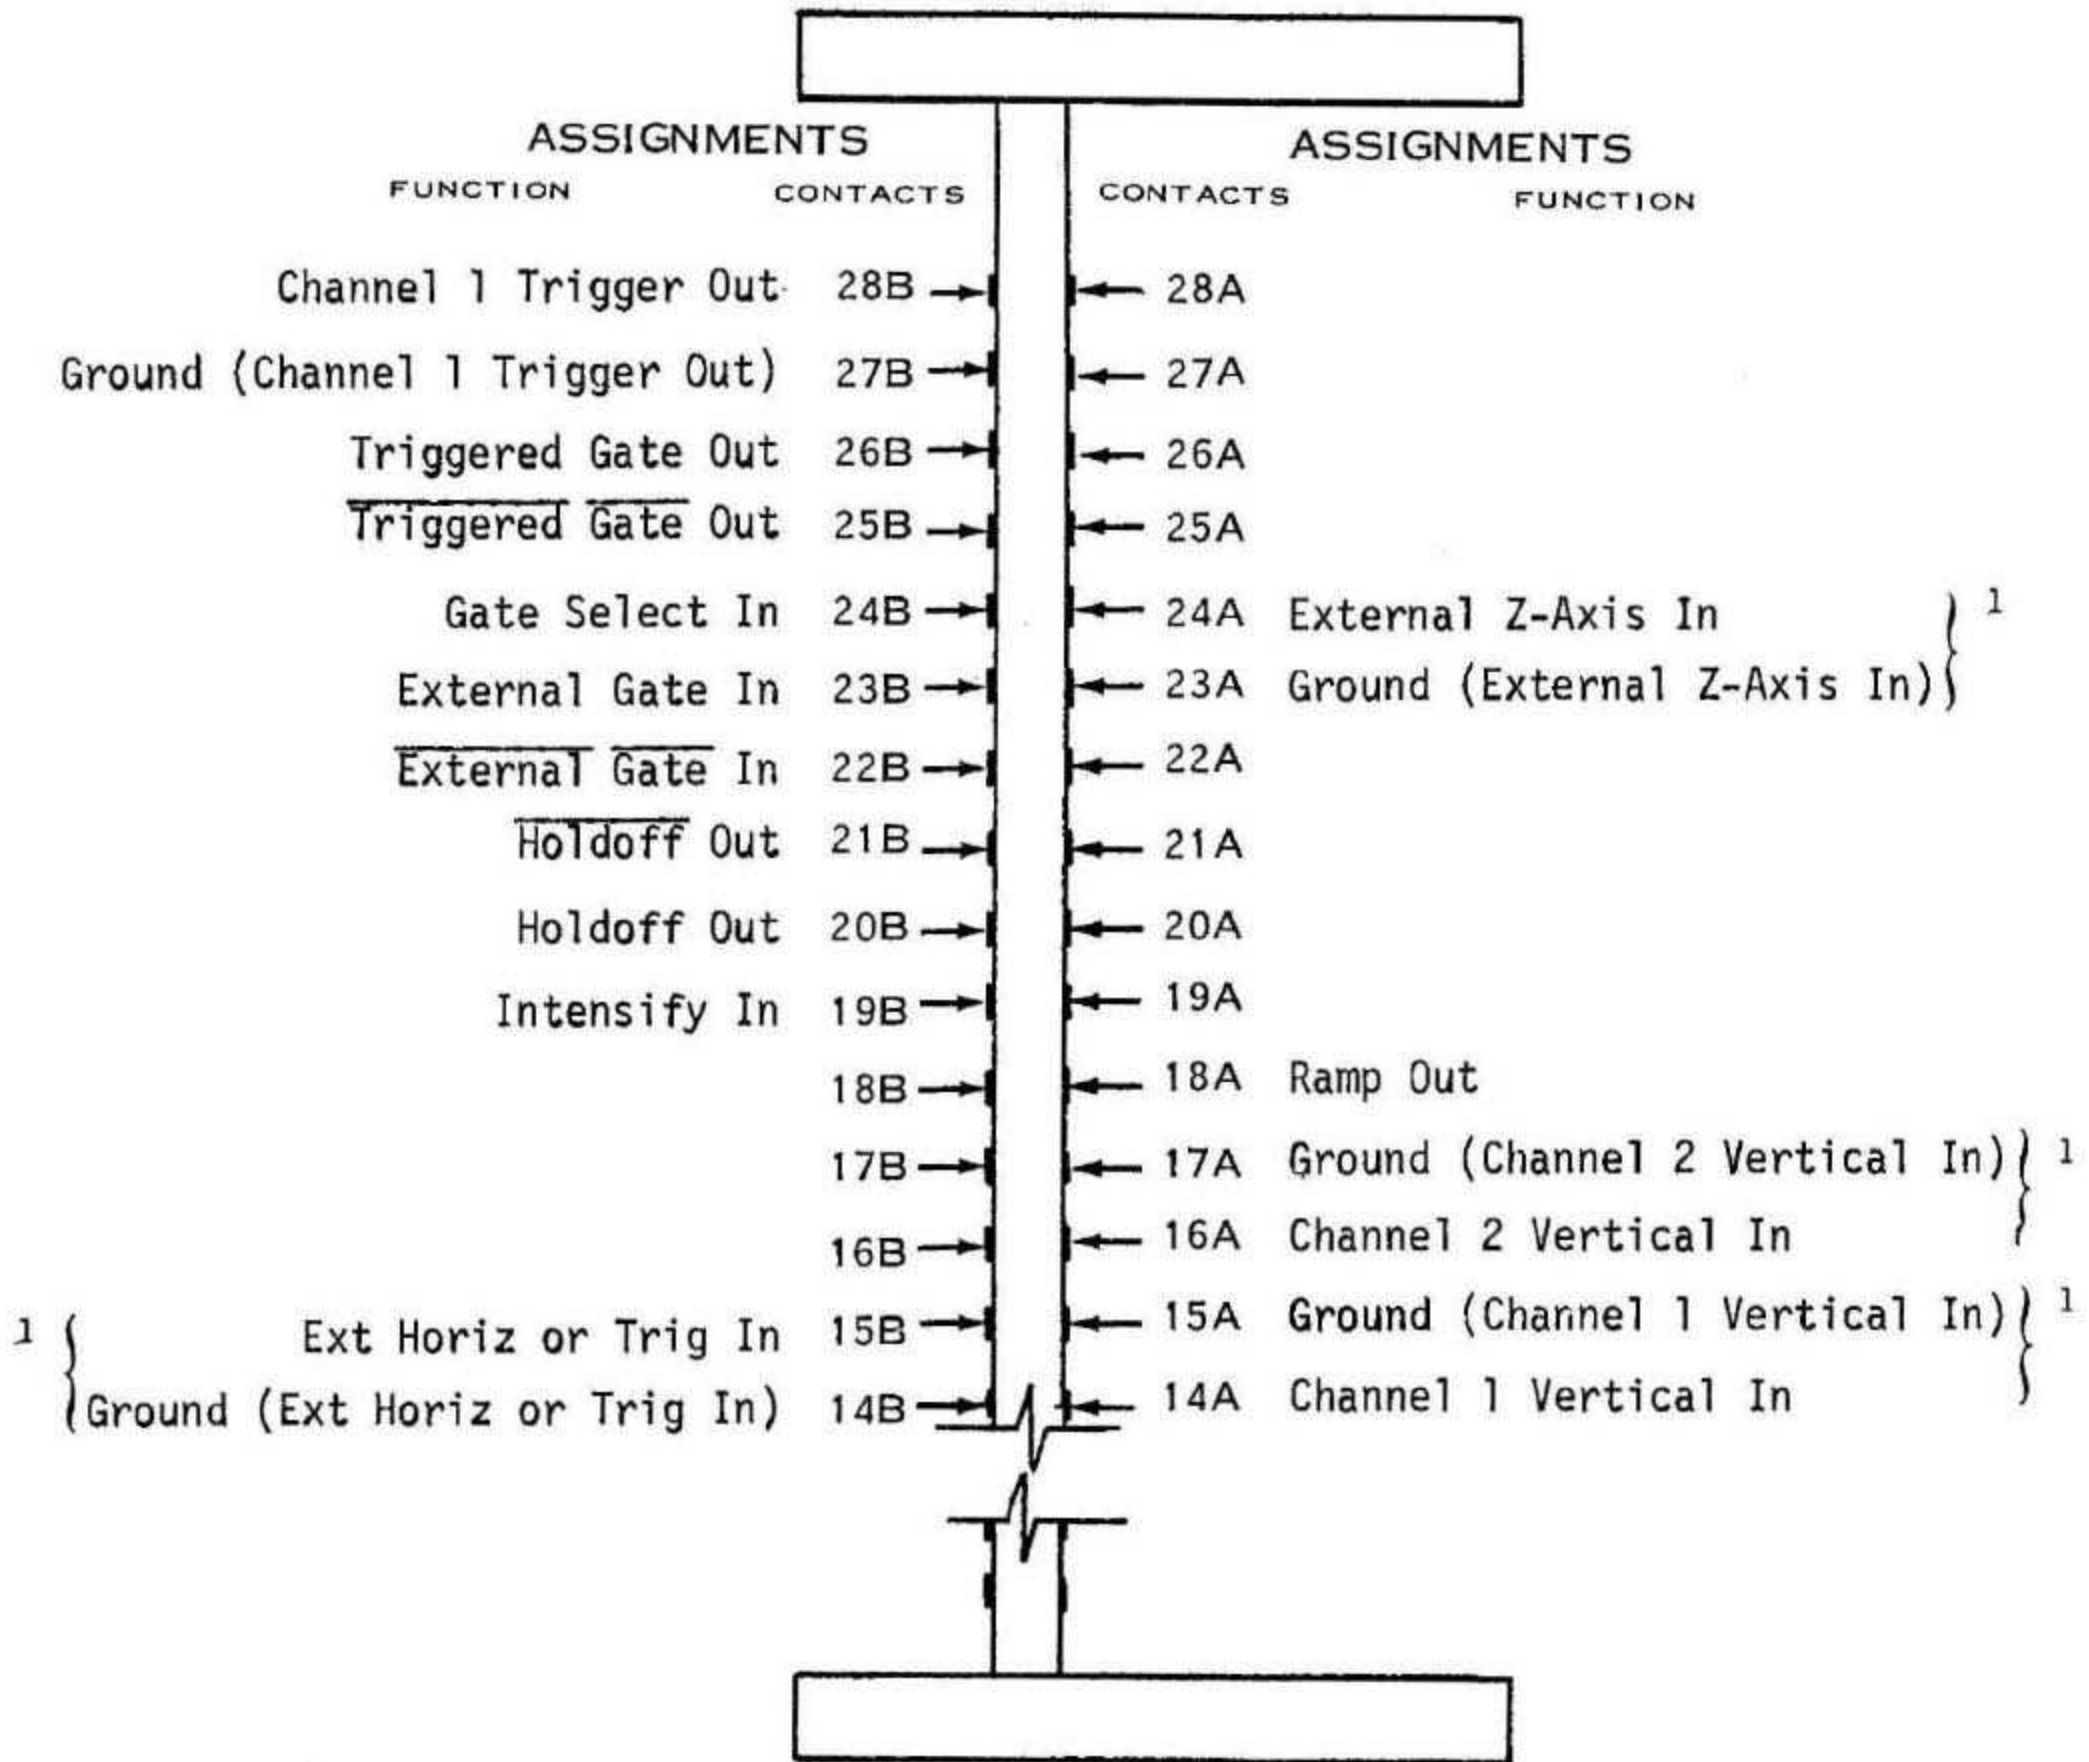 ASSIGNMENTS ASSIGNMENTS
FUNCTION CONTACTS CONTACTS FUNCTION
Channel 1 Trigger Out 28B 28A
Ground (Channel 1 Trigger Out) 27B 27A
Triggered Gate Out 26B 26A
T̅r̅i̅g̅g̅e̅r̅e̅d̅ G̅a̅t̅e̅ Out 25B 25A
Gate Select In 24B 24A External Z-Axis In 1
External Gate In 23B 23A Ground (External Z-Axis In)
E̅x̅t̅e̅r̅n̅a̅l̅ G̅a̅t̅e̅ In 22B 22A
H̅o̅l̅d̅o̅f̅f̅ Out 21B 21A
Holdoff Out 20B 20A
Intensify In 19B 19A
18B 18A Ramp Out
17B 17A Ground (Channel 2 Vertical In) 1
16B 16A Channel 2 Vertical In
1 Ext Horiz or Trig In 15B 15A Ground (Channel 1 Vertical In) 1
Ground (Ext Horiz or Trig In) 14B 14A Channel 1 Vertical In